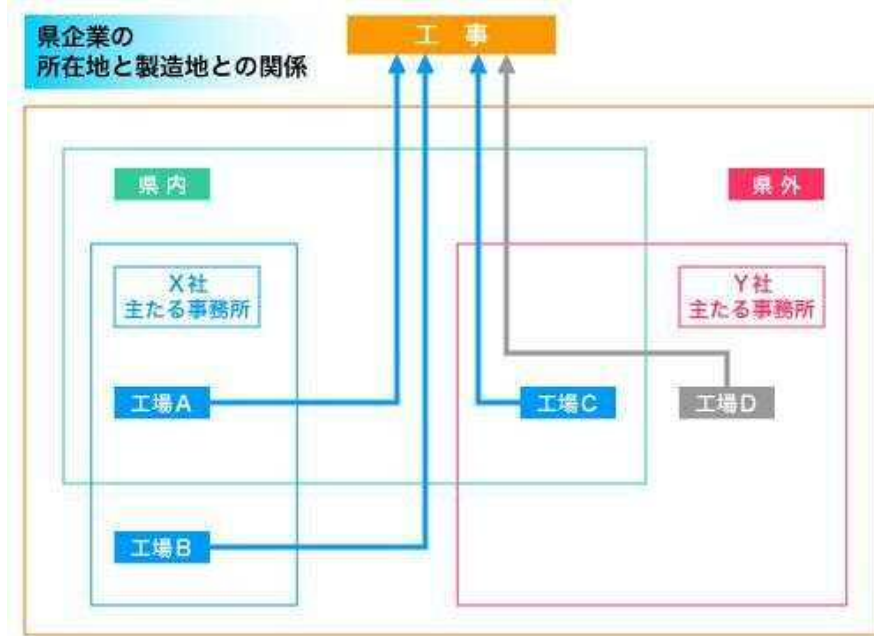 県企業の
所在地と製造地との関係
工 事
県 内
県 外
X社
主たる事務所
Y社
主たる事務所
工場A
工場C
工場D
工場B